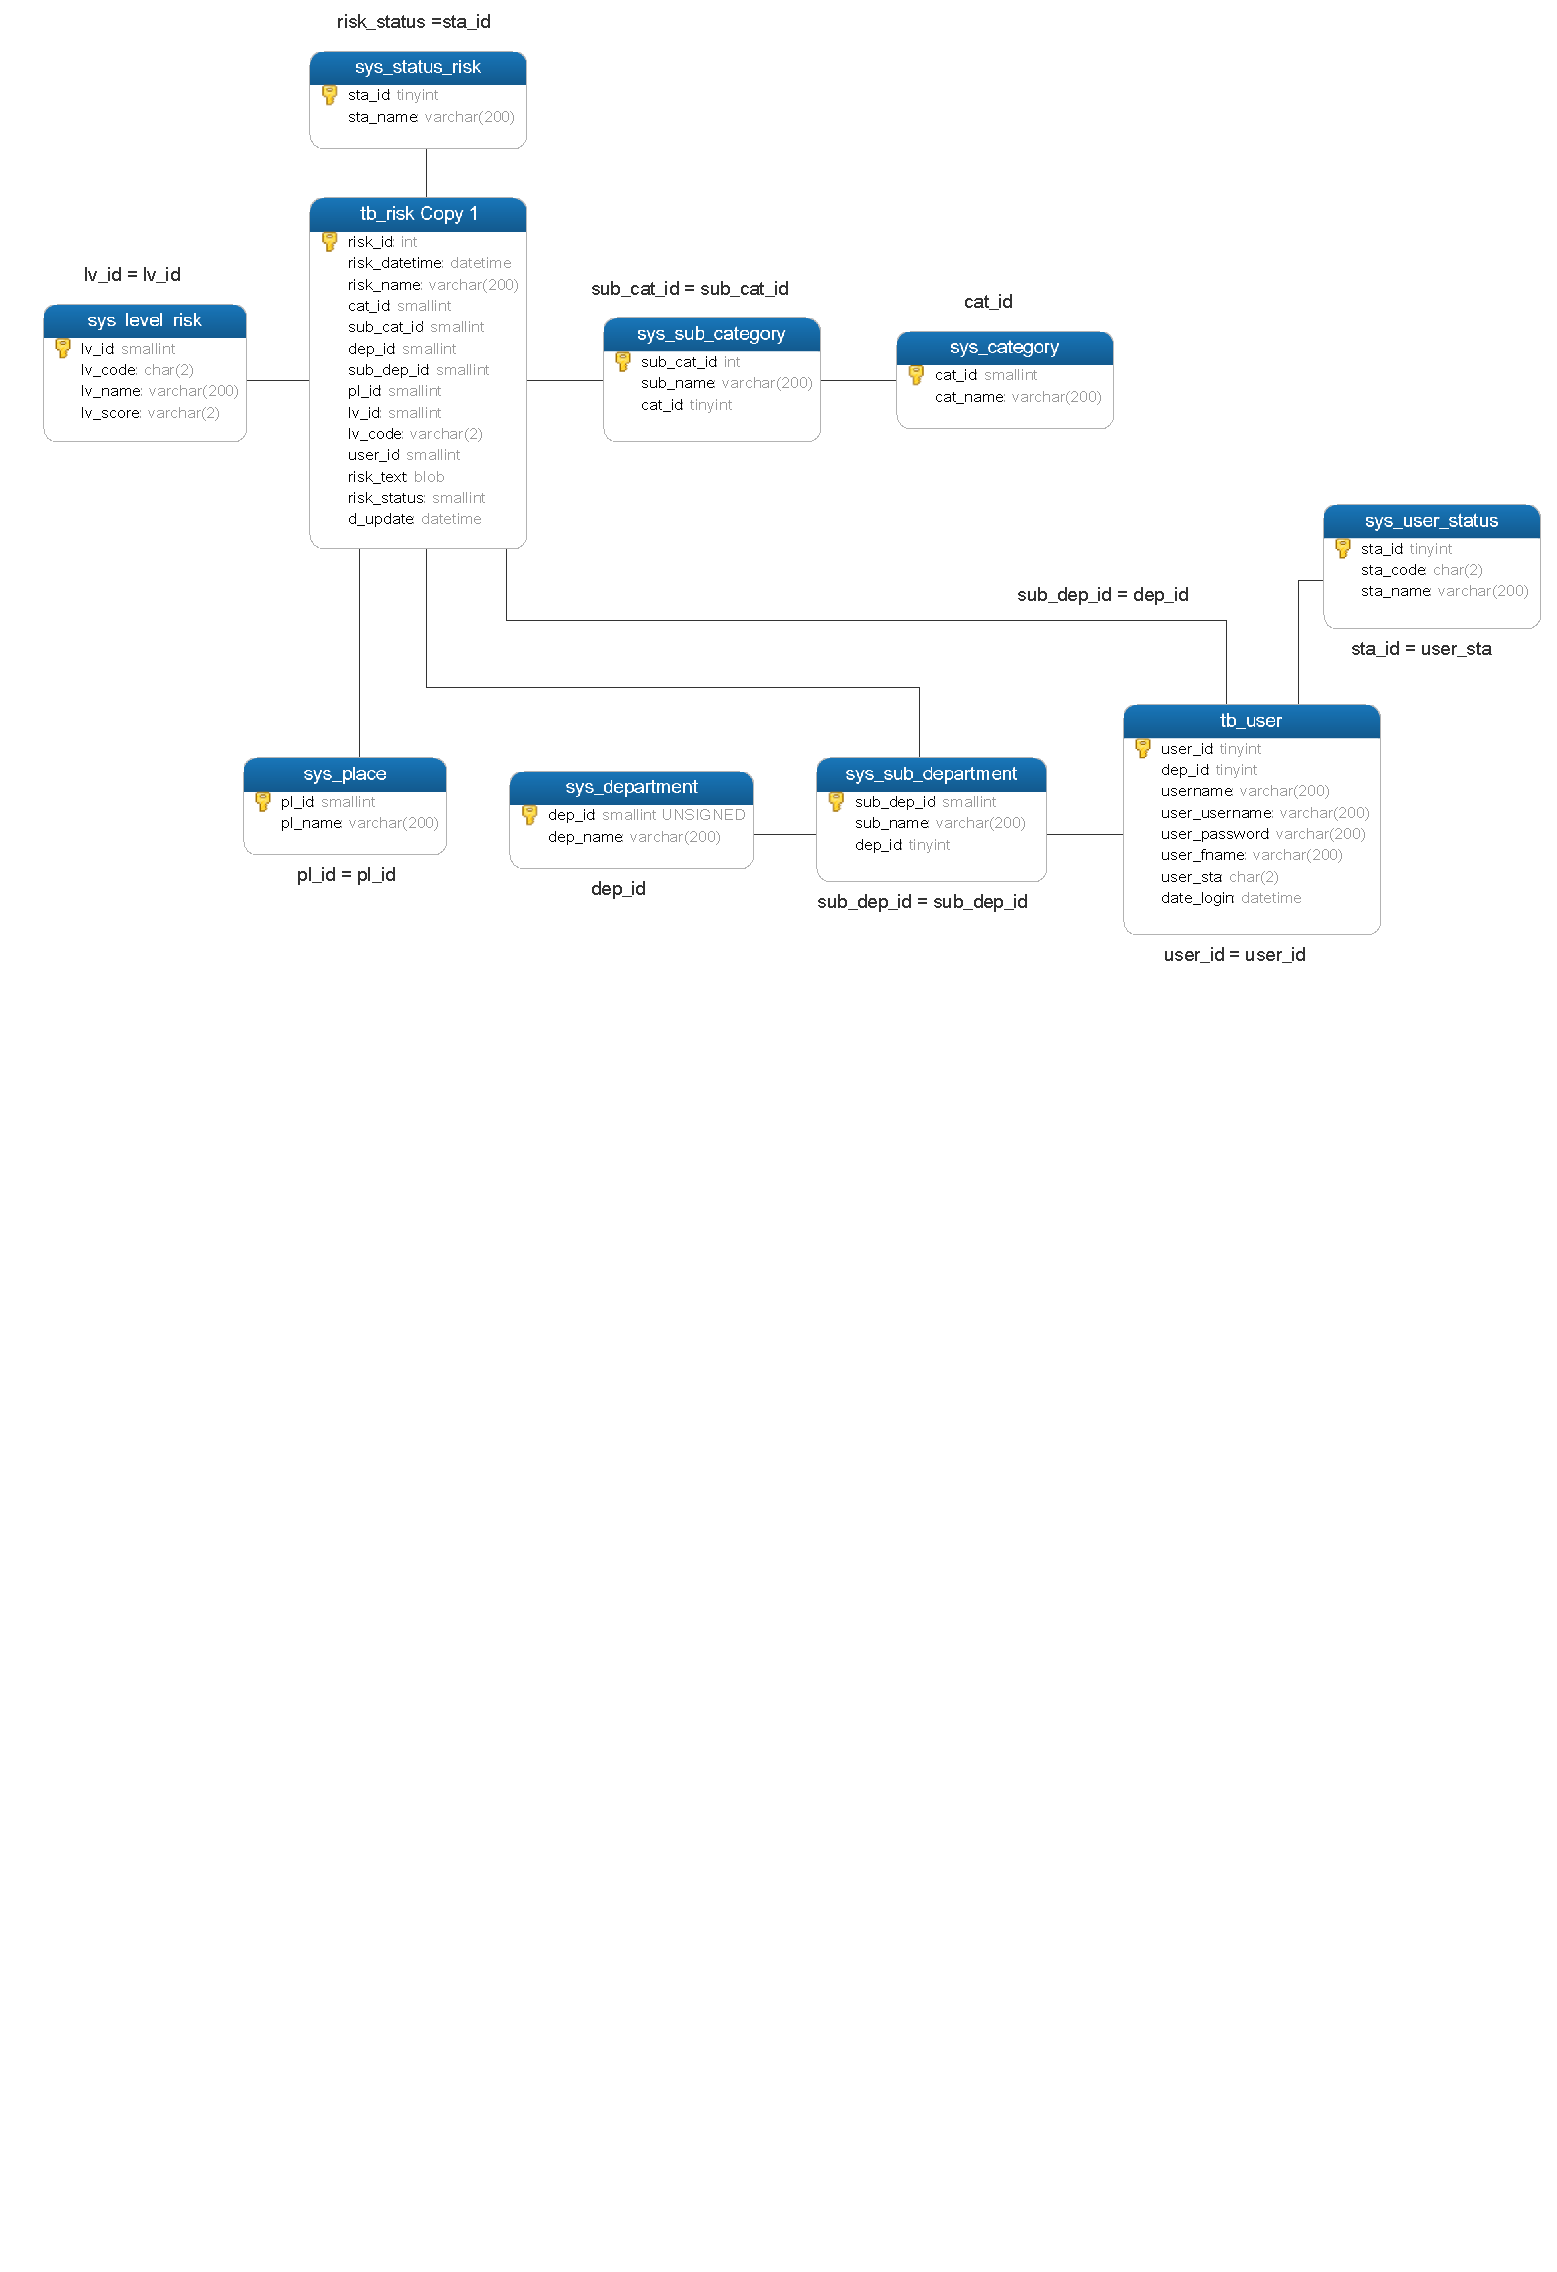 risk_status =sta_id
sys_status_risk
sta_id: tinyint
sta_name: varchar(200)
tb_risk Copy 1
risk_id: int
risk_datetime: datetime
risk_name: varchar(200)
cat_id: smallint
sub_cat_id: smallint
dep_id: smallint
sub_dep_id: smallint
pl_id: smallint
lv_id: smallint
lv_code: varchar(2)
user_id: smallint
risk_text: blob
risk_status: smallint
d_update: datetime
lv_id = lv_id
sys_level_risk
lv_id: smallint
lv_code: char(2)
lv_name: varchar(200)
lv_score: varchar(2)
sub_cat_id = sub_cat_id
sys_sub_category
sub_cat_id: int
sub_name: varchar(200)
cat_id: tinyint
cat_id
sys_category
cat_id: smallint
cat_name: varchar(200)
sys_user_status
sta_id: tinyint
sta_code: char(2)
sta_name: varchar(200)
sta_id = user_sta
sub_dep_id = dep_id
tb_user
user_id: tinyint
dep_id: tinyint
username: varchar(200)
user_username: varchar(200)
user_password: varchar(200)
user_fname: varchar(200)
user_sta: char(2)
date_login: datetime
user_id = user_id
sys_place
pl_id: smallint
pl_name: varchar(200)
pl_id = pl_id
sys_department
dep_id: smallint UNSIGNED
dep_name: varchar(200)
dep_id
sys_sub_department
sub_dep_id: smallint
sub_name: varchar(200)
dep_id: tinyint
sub_dep_id = sub_dep_id